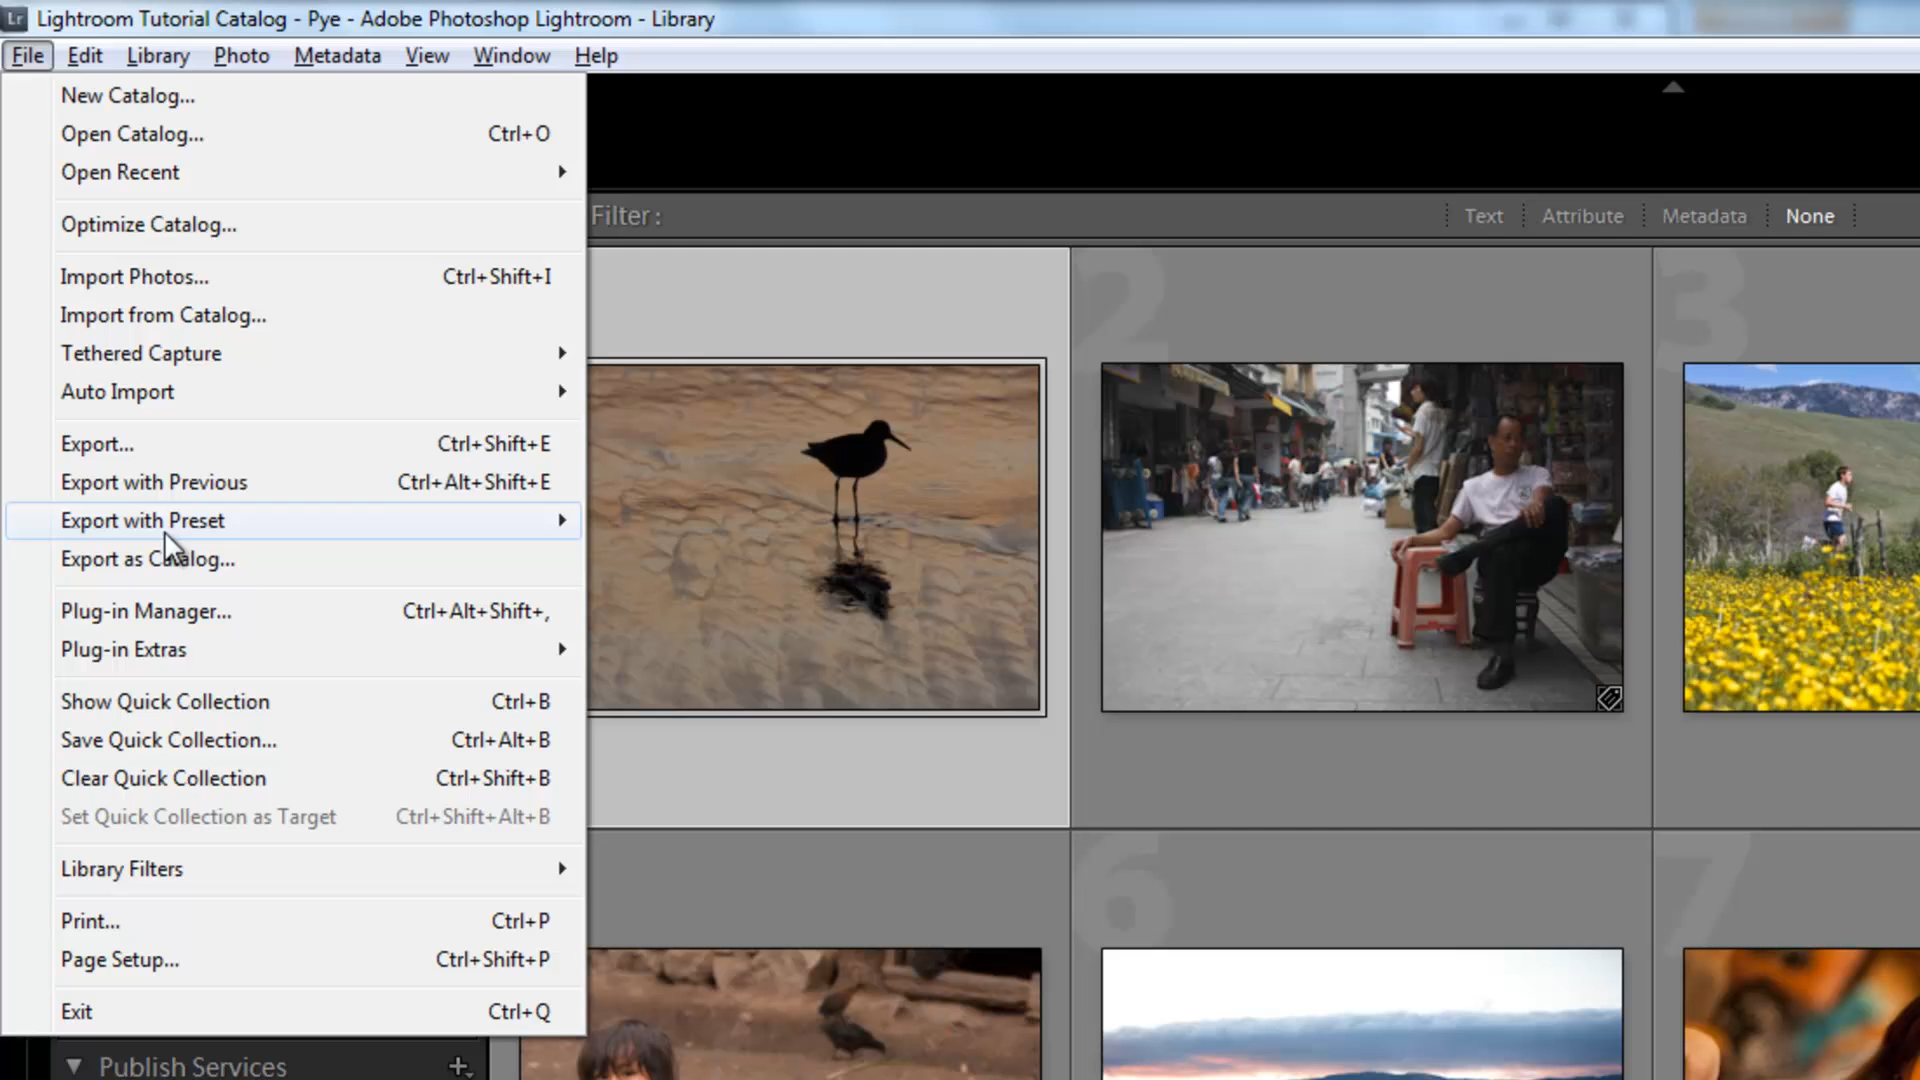 Lr Lightroom Tutorial Catalog - Pye - Adobe Photoshop Lightroom - Library
File Edit Library Photo Metadata View Window Help
New Catalog...
Open Catalog... Ctrl+O
Open Recent
Optimize Catalog...
Import Photos... Ctrl+Shift+I
Import from Catalog...
Tethered Capture
Auto Import
Export... Ctrl+Shift+E
Export with Previous Ctrl+Alt+Shift+E
Export with Preset
Export as Catalog...
Plug-in Manager... Ctrl+Alt+Shift+,
Plug-in Extras
Show Quick Collection Ctrl+B
Save Quick Collection... Ctrl+Alt+B
Clear Quick Collection Ctrl+Shift+B
Set Quick Collection as Target Ctrl+Shift+Alt+B
Library Filters
Print... Ctrl+P
Page Setup... Ctrl+Shift+P
Exit Ctrl+Q
Publish Services +
Filter : Text Attribute Metadata None
2 3
6 7